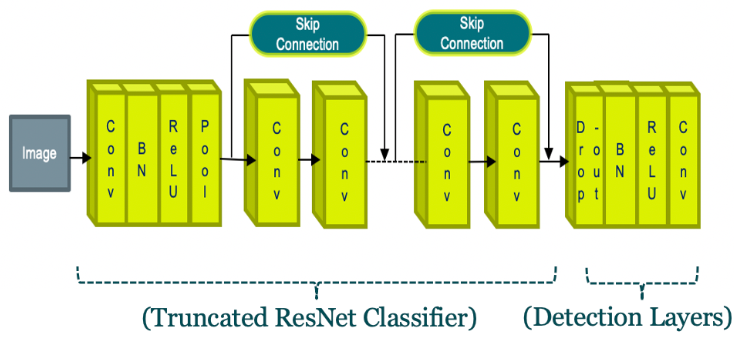 Skip
Connection
Skip
Connection
Image
Conv
BN
ReLU
Pool
Conv
Conv
Conv
Conv
Drop
-out
BN
ReLU
Conv
(Truncated ResNet Classifier)
(Detection Layers)